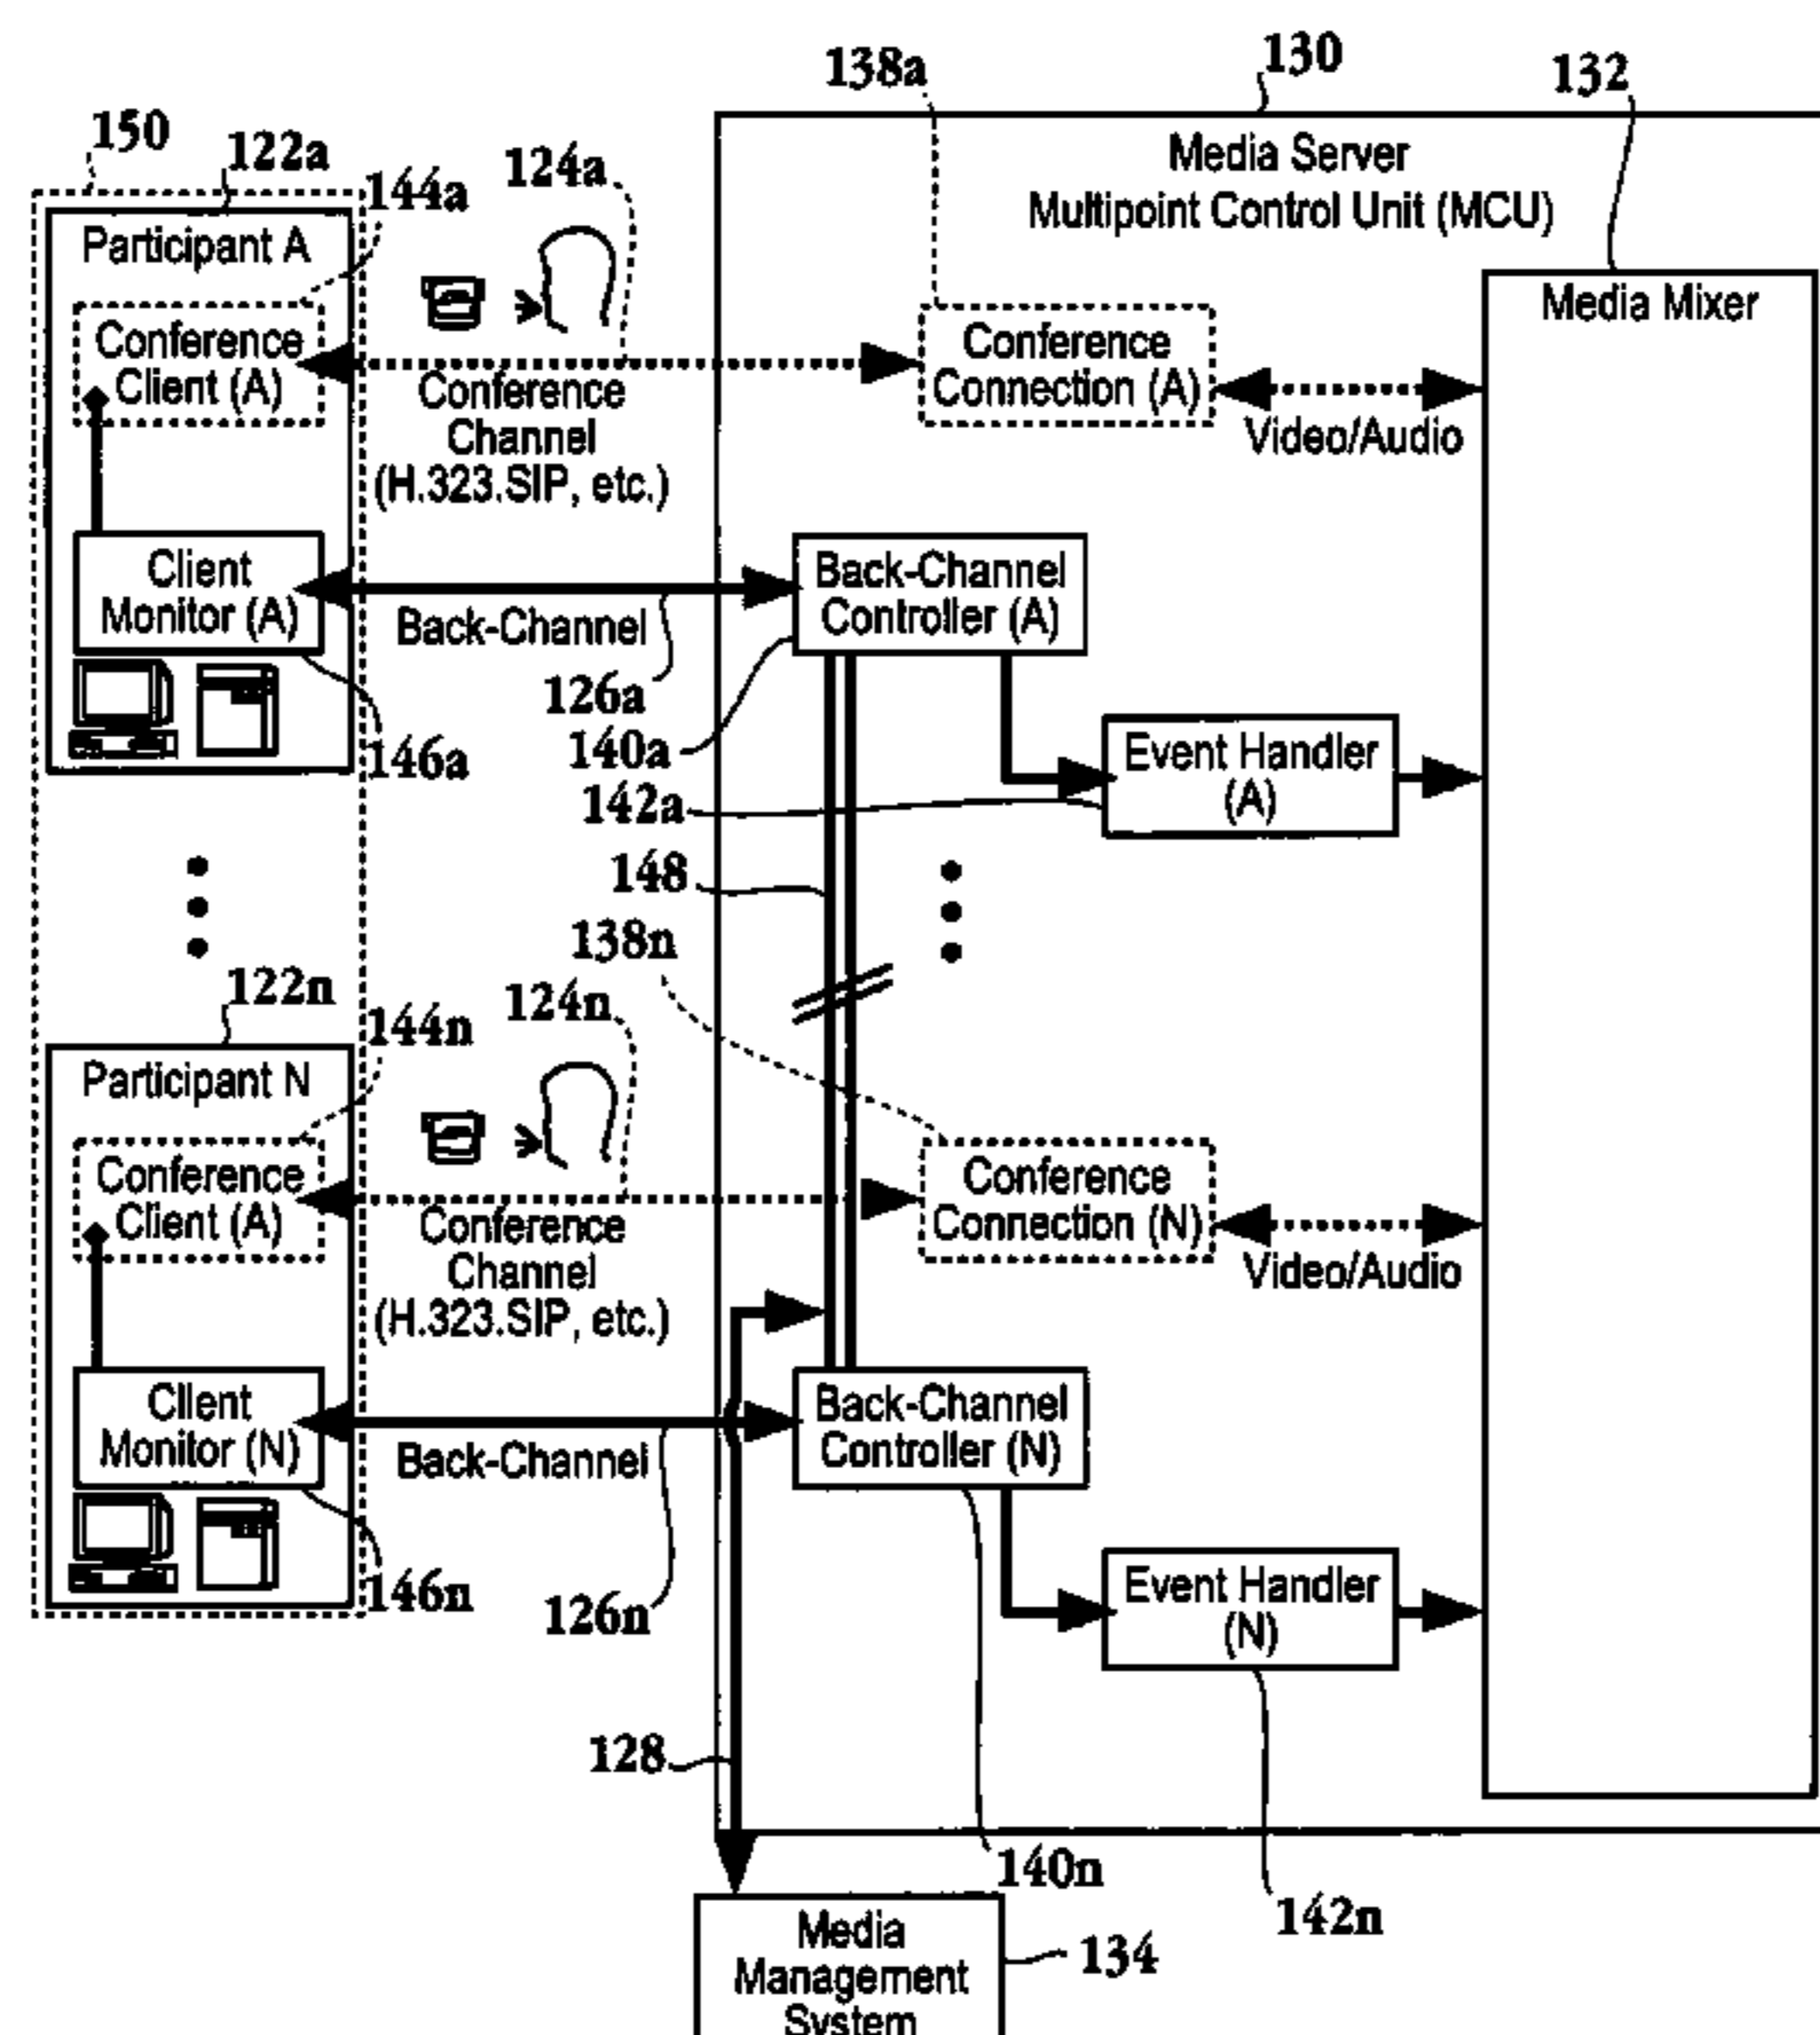 130
138a
132
150
122a
124a
144a
Media Server
Multipoint Control Unit (MCU)
Participant A
Media Mixer
Conference
Client (A)
Conference
Channel
(H.323.SIP, etc.)
Conference
Connection (A)
Video/Audio
Client
Monitor (A)
Back-Channel
Back-Channel
Controller (A)
126a
140a
146a
Event Handler
(A)
142a
148
138n
122n
124n
144n
Participant N
Conference
Client (A)
Conference
Channel
(H.323.SIP, etc.)
Conference
Connection (N)
Video/Audio
Client
Monitor (N)
Back-Channel
Back-Channel
Controller (N)
146n
126n
Event Handler
(N)
128
140n
142n
Media
Management
System
134